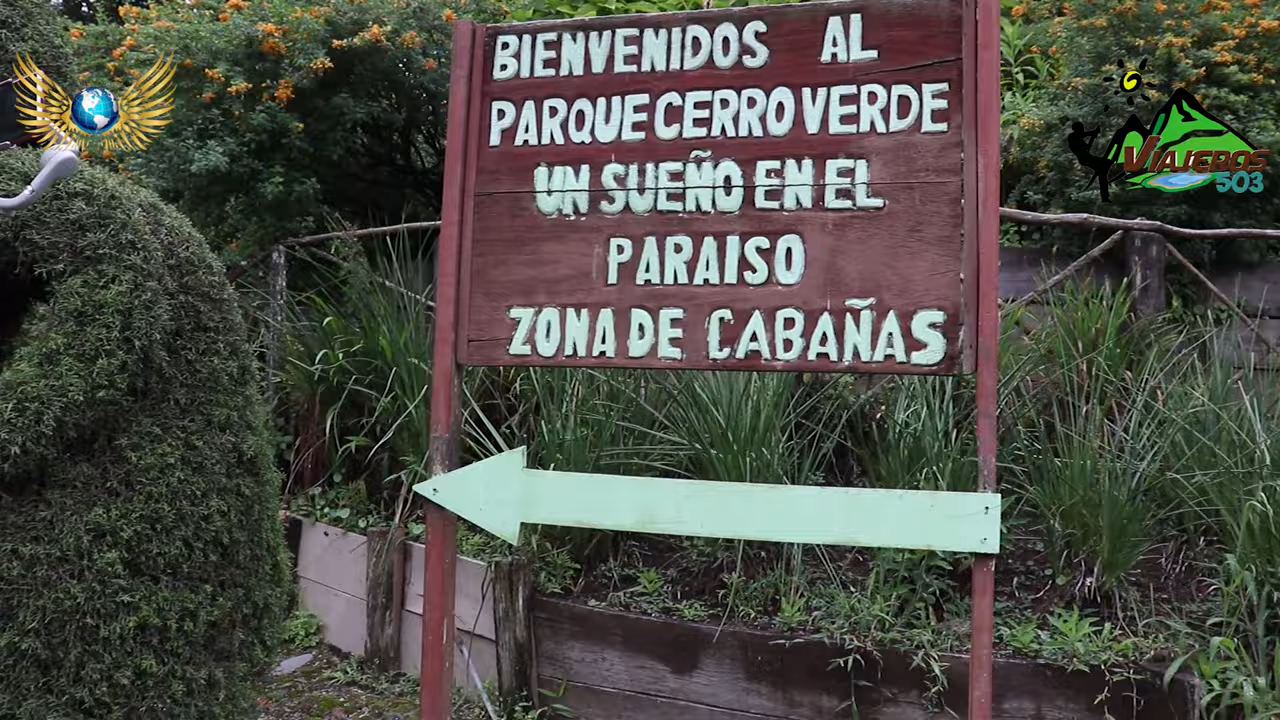 BIENVENIDOS AL
PARQUE CERRO VERDE
UN SUEÑO EN EL
PARAISO
ZONA DE CABAÑAS
VIAJEROS
503